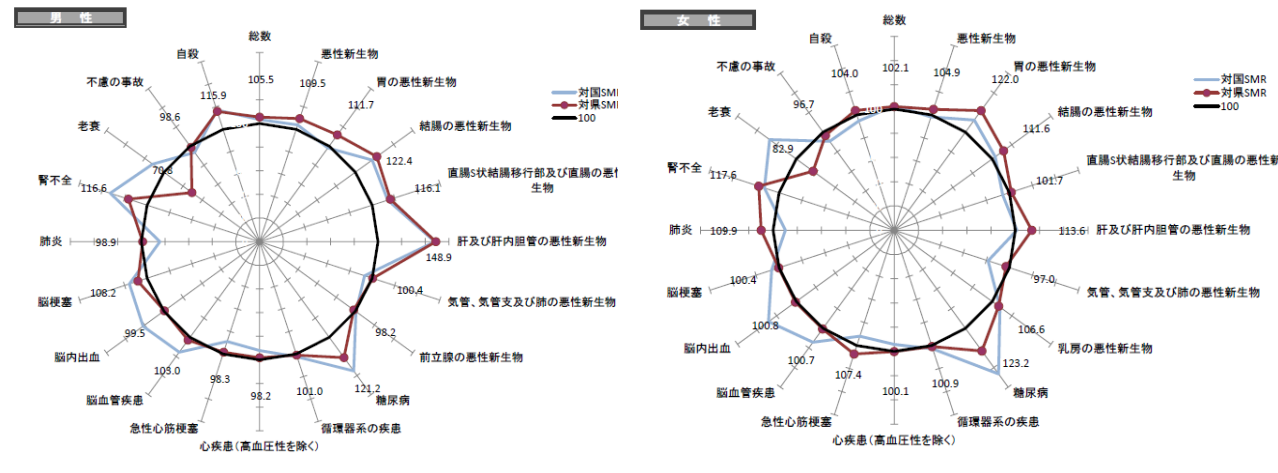 男 性
総数
自殺
悪性新生物
不慮の事故
胃の悪性新生物
老衰
結腸の悪性新生物
腎不全
直腸S状結腸移行部及び直腸の悪性新
生物
肺炎
肝及び肝内胆管の悪性新生物
脳梗塞
気管、気管支及び肺の悪性新生物
脳内出血
前立腺の悪性新生物
脳血管疾患
糖尿病
急性心筋梗塞
循環器系の疾患
心疾患(高血圧性を除く)
105.5
109.5
111.7
122.4
116.1
148.9
100.4
98.2
121.2
101.0
98.2
98.3
103.0
99.5
108.2
98.9
116.6
70.8
98.6
115.9
対国SMR
対県SMR
100
女 性
総数
自殺
悪性新生物
不慮の事故
胃の悪性新生物
老衰
結腸の悪性新生物
腎不全
直腸S状結腸移行部及び直腸の悪性新
生物
肺炎
肝及び肝内胆管の悪性新生物
脳梗塞
気管、気管支及び肺の悪性新生物
脳内出血
乳房の悪性新生物
脳血管疾患
糖尿病
急性心筋梗塞
循環器系の疾患
心疾患(高血圧性を除く)
102.1
104.9
122.0
111.6
101.7
113.6
97.0
106.6
123.2
100.9
100.1
107.4
100.7
100.8
100.4
109.9
117.6
82.9
96.7
104.0
100
対国SMR
対県SMR
100